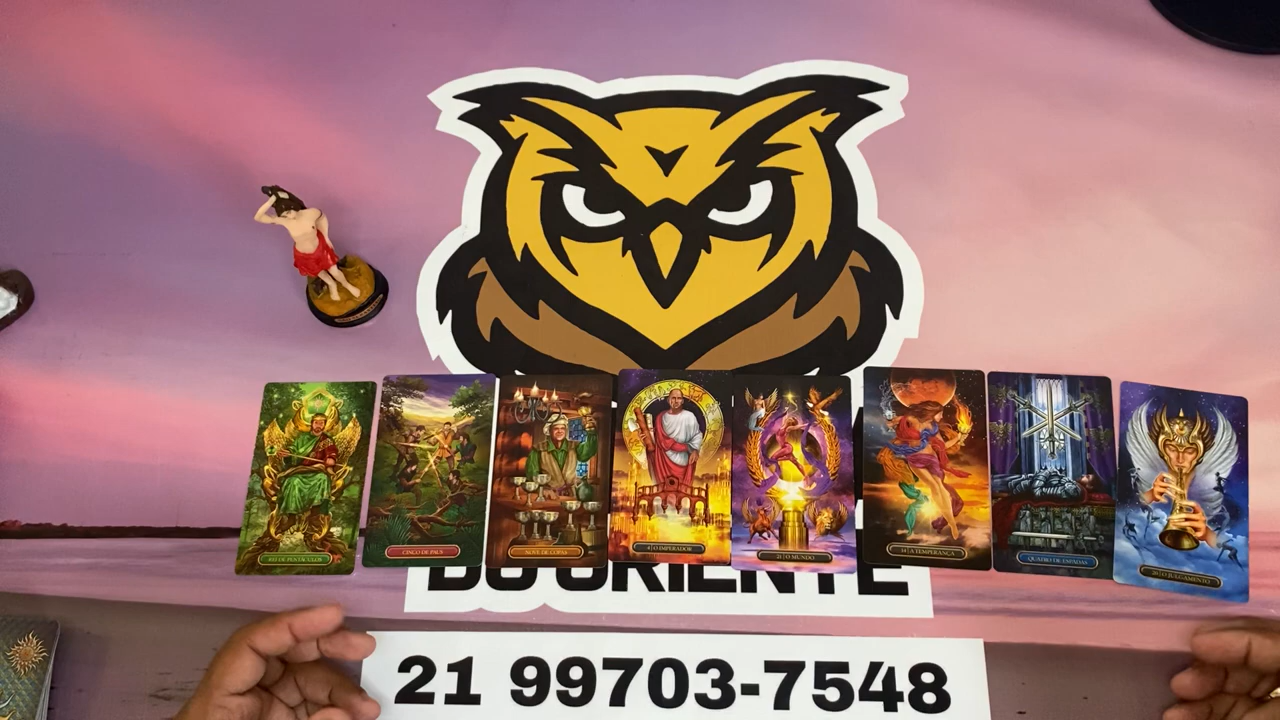 REI DE PENTÁCULOS
CINCO DE PAUS
NOVE DE COPAS
4 | O IMPERADOR
21 | O MUNDO
14 | A TEMPERANÇA
QUATRO DE ESPADAS
20 | O JULGAMENTO
DO ORIENTE
21 99703-7548